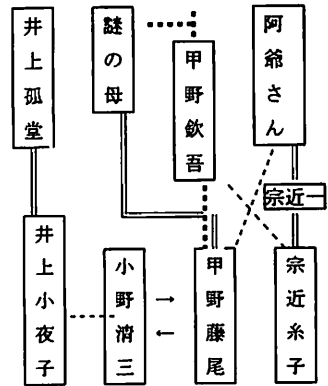 阿爺さん
甲野欽吾
謎の母
井上孤堂
宗近一
宗近糸子
甲野藤尾
→
←
小野清三
井上小夜子